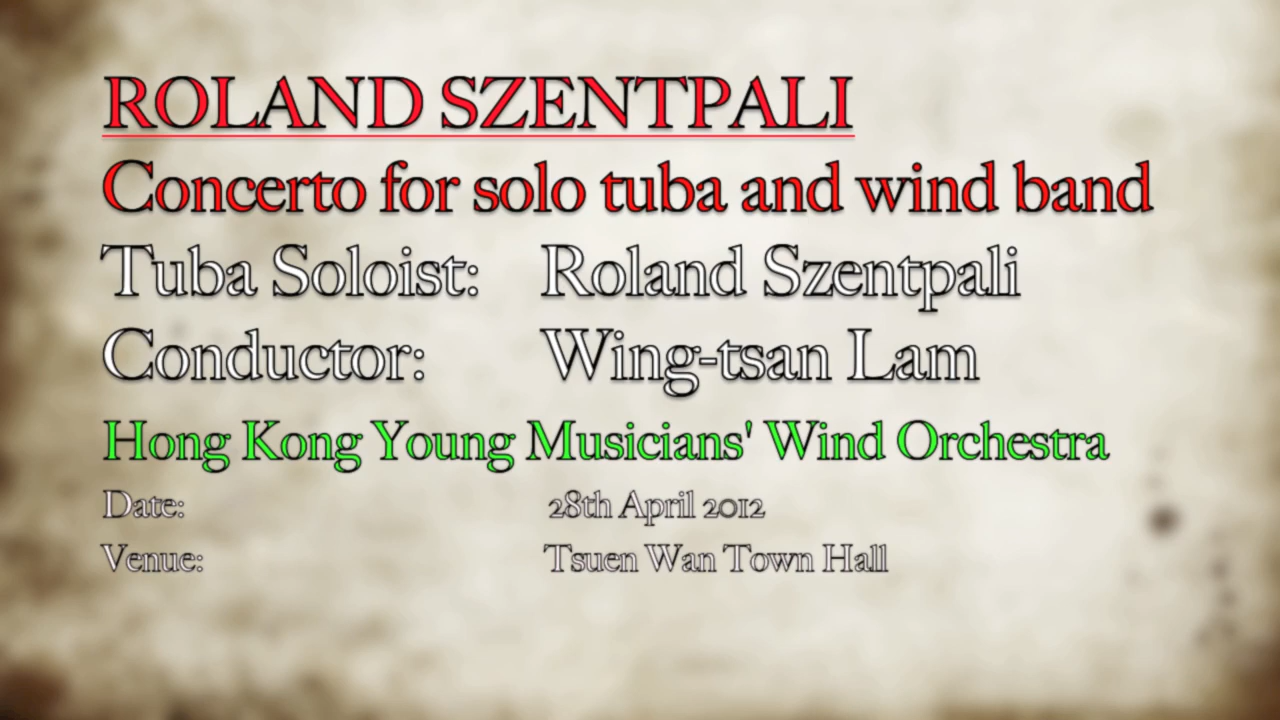 ROLAND SZENTPALI
Concerto for solo tuba and wind band
Tuba Soloist: Roland Szentpali
Conductor: Wing-tsan Lam
Hong Kong Young Musicians' Wind Orchestra
Date: 28th April 2012
Venue: Tsuen Wan Town Hall